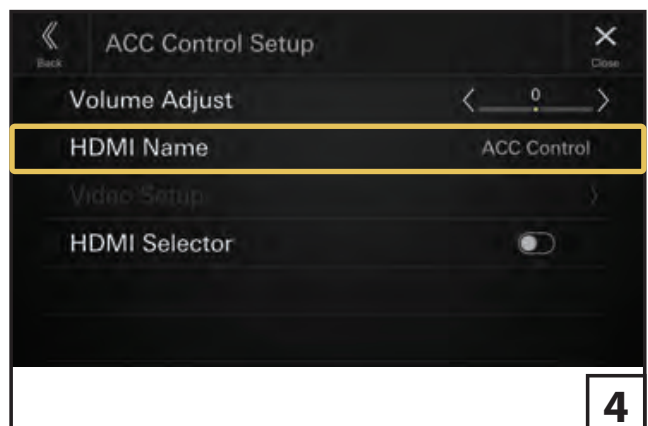 Back
ACC Control Setup
Close
Volume Adjust 0
HDMI Name ACC Control
Video Setup
HDMI Selector
4